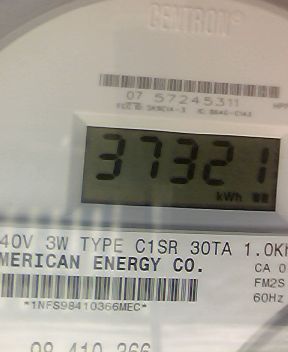 CENTRON®
07 57245311
37321
kWh
40V 3W TYPE C1SR 30TA 1.0K
MERICAN ENERGY CO.
CA 0
FM2S
60Hz
*1NFS98410366MEC*
98 410 366